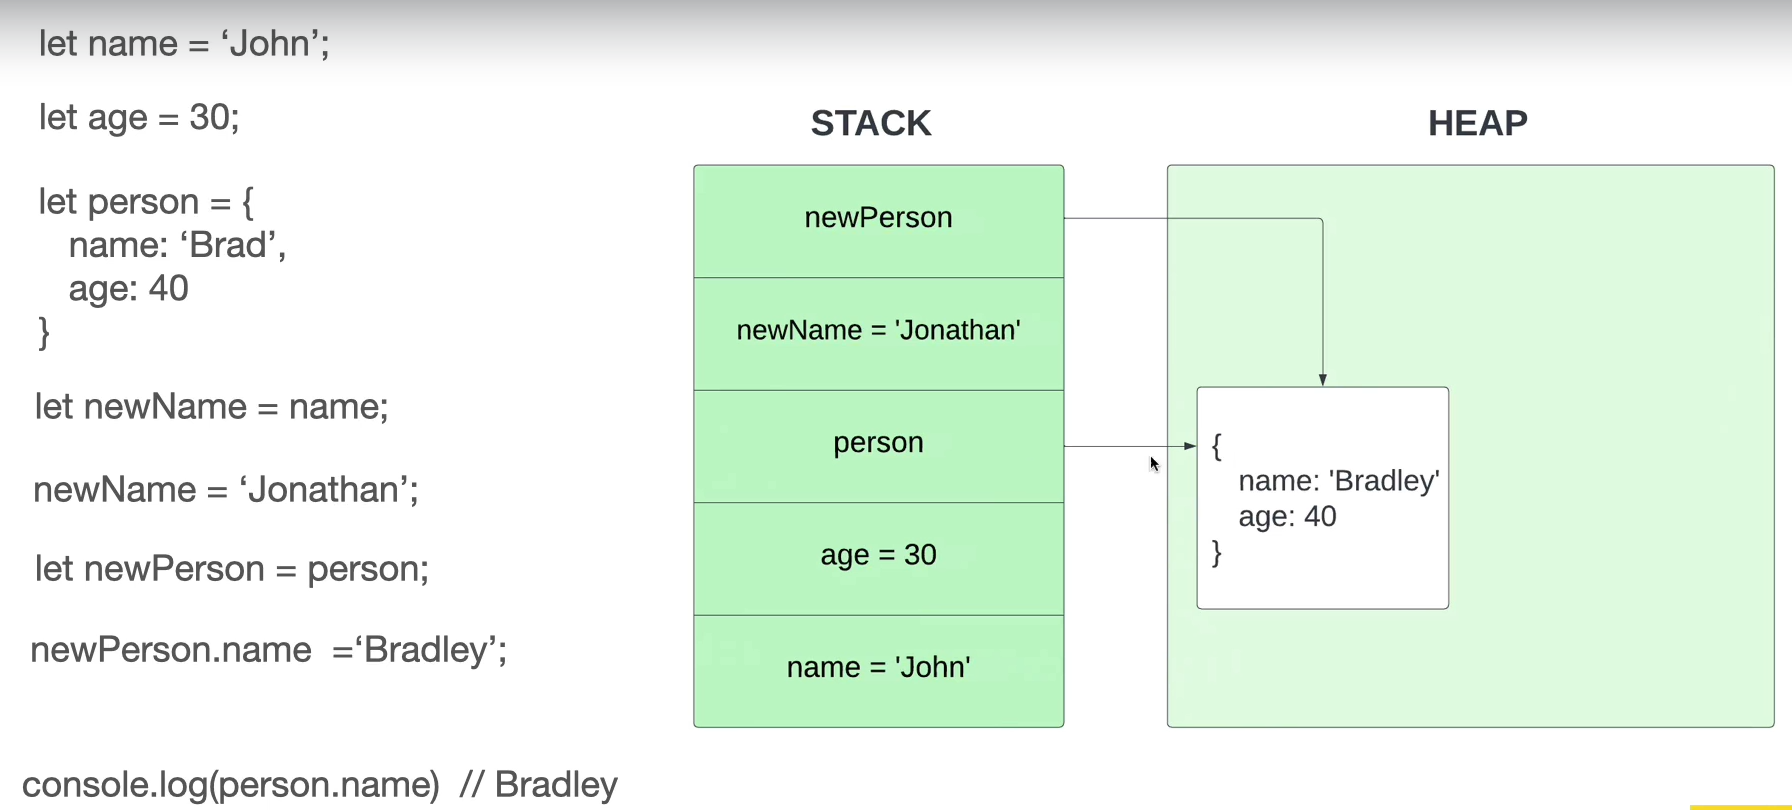 let name = ‘John’;
let age = 30;
let person = {
name: ‘Brad’,
age: 40
}
let newName = name;
newName = ‘Jonathan’;
let newPerson = person;
newPerson.name =‘Bradley’;
console.log(person.name) // Bradley
STACK
newPerson
newName = 'Jonathan'
person
age = 30
name = 'John'
HEAP
{
name: 'Bradley'
age: 40
}